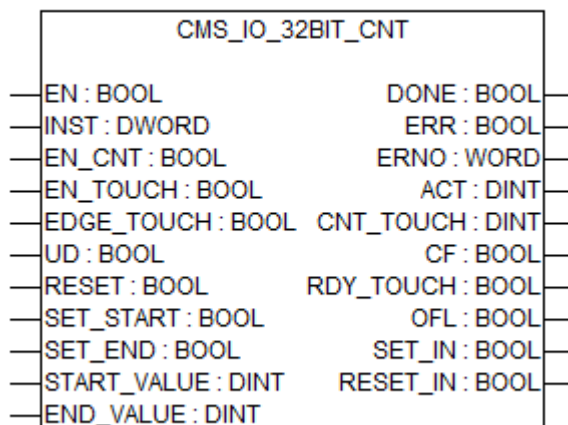 CMS_IO_32BIT_CNT
EN : BOOL DONE : BOOL
INST : DWORD ERR : BOOL
EN_CNT : BOOL ERNO : WORD
EN_TOUCH : BOOL ACT : DINT
EDGE_TOUCH : BOOL CNT_TOUCH : DINT
UD : BOOL CF : BOOL
RESET : BOOL RDY_TOUCH : BOOL
SET_START : BOOL OFL : BOOL
SET_END : BOOL SET_IN : BOOL
START_VALUE : DINT RESET_IN : BOOL
END_VALUE : DINT